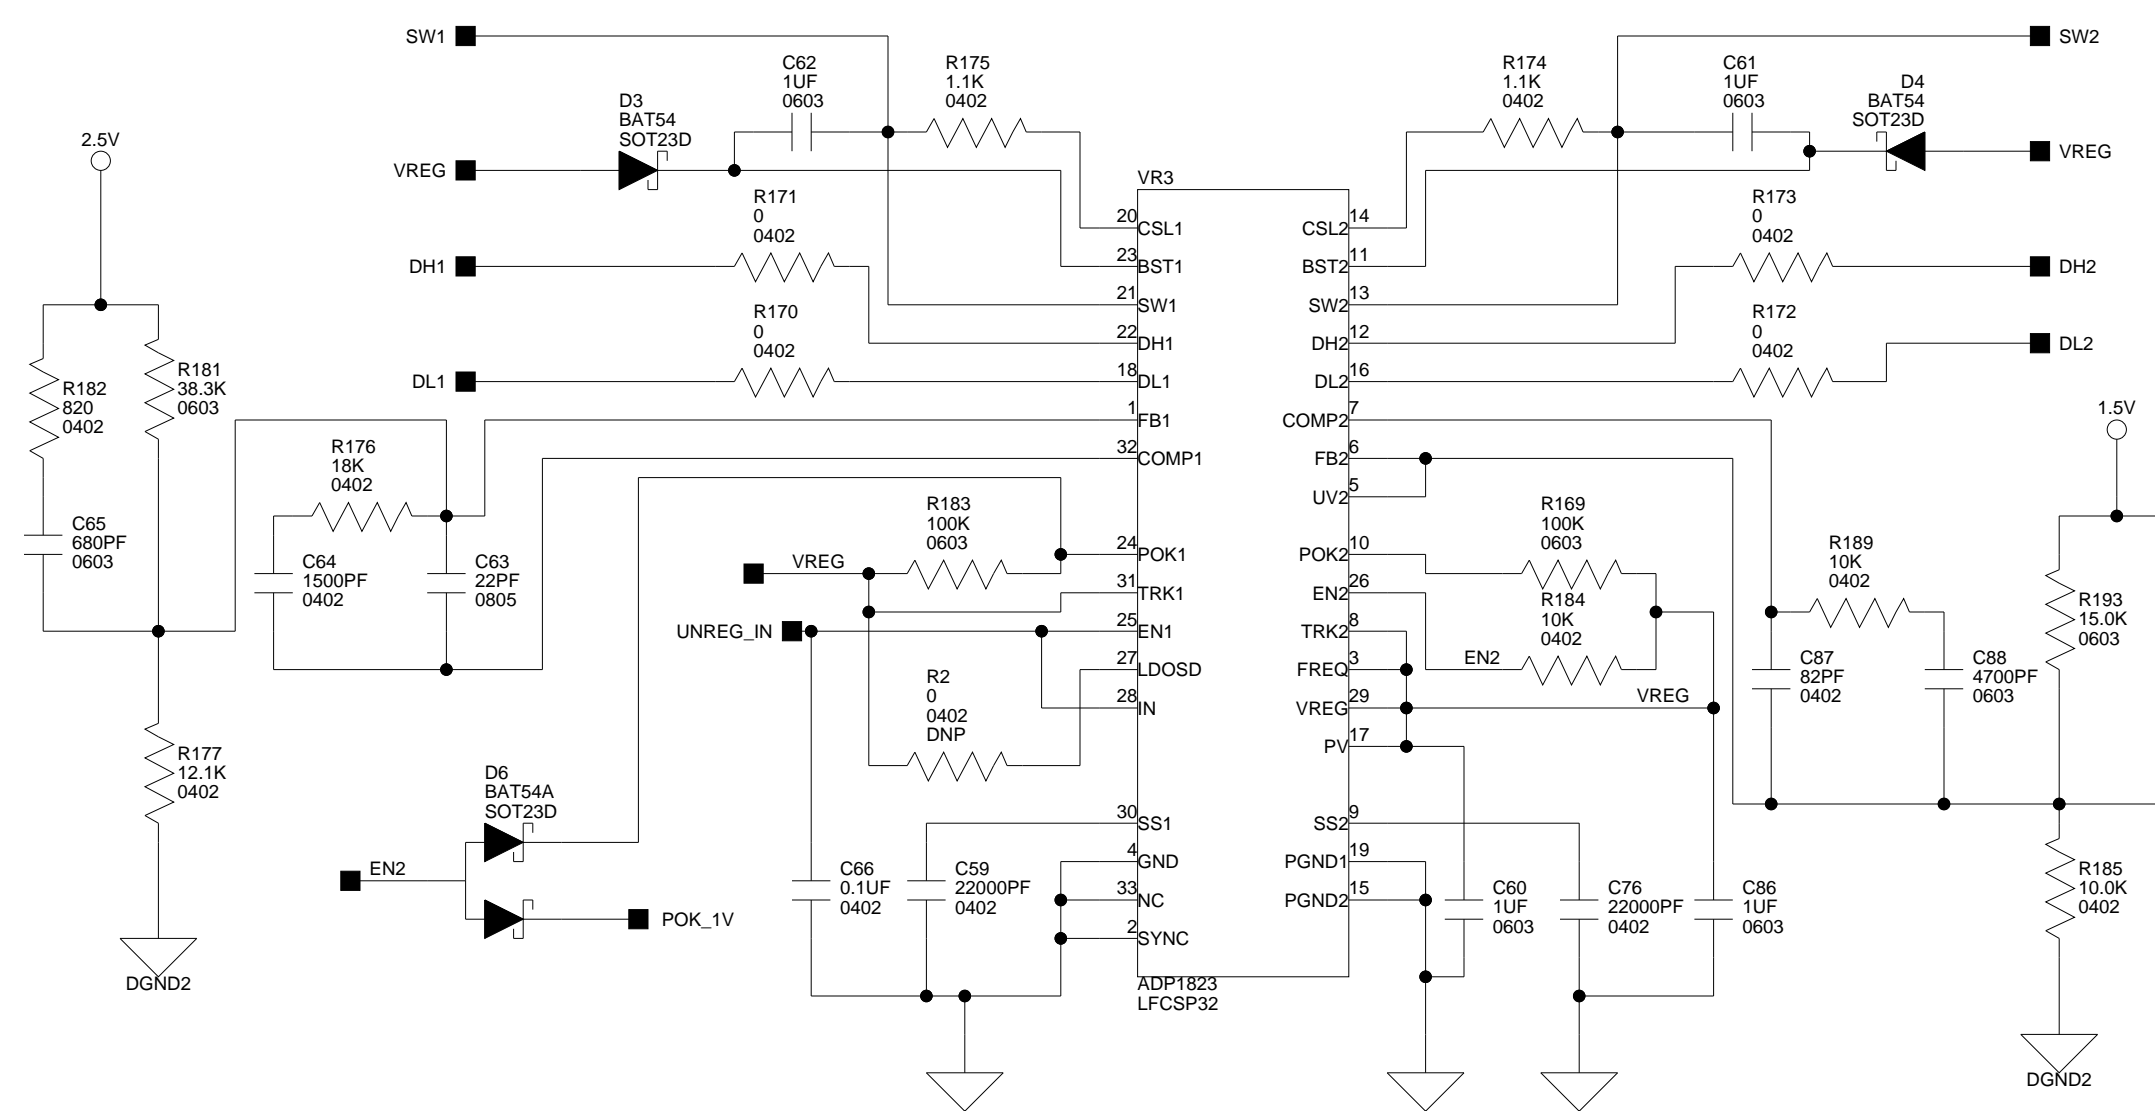 SW1
SW2
C62
1UF
0603
R175
1.1K
0402
R174
1.1K
0402
C61
1UF
0603
D3
BAT54
SOT23D
D4
BAT54
SOT23D
2.5V
VREG
VREG
VR3
R171
0
0402
R173
0
0402
20
CSL1
CSL2
14
23
BST1
BST2
11
DH1
DH2
21
SW1
SW2
13
R170
0
0402
R172
0
0402
22
DH1
DH2
12
DL2
18
DL1
DL2
16
DL1
R182
820
0402
R181
38.3K
0603
1
FB1
COMP2
7
1.5V
32
COMP1
FB2
6
UV2
5
R176
18K
0402
C65
680PF
0603
C64
1500PF
0402
C63
22PF
0805
R183
100K
0603
R169
100K
0603
24
POK1
POK2
10
VREG
31
TRK1
EN2
26
R184
10K
0402
R189
10K
0402
R193
15.0K
0603
UNREG_IN
25
EN1
TRK2
8
27
LDOSD
FREQ
3
EN2
R2
0
0402
DNP
28
IN
VREG
29
VREG
C87
82PF
0402
C88
4700PF
0603
PV
17
R177
12.1K
0402
D6
BAT54A
SOT23D
30
SS1
SS2
9
4
GND
PGND1
19
33
NC
PGND2
15
2
SYNC
EN2
POK_1V
C66
0.1UF
0402
C59
22000PF
0402
C60
1UF
0603
C76
22000PF
0402
C86
1UF
0603
R185
10.0K
0402
DGND2
ADP1823
LFCSP32
DGND2